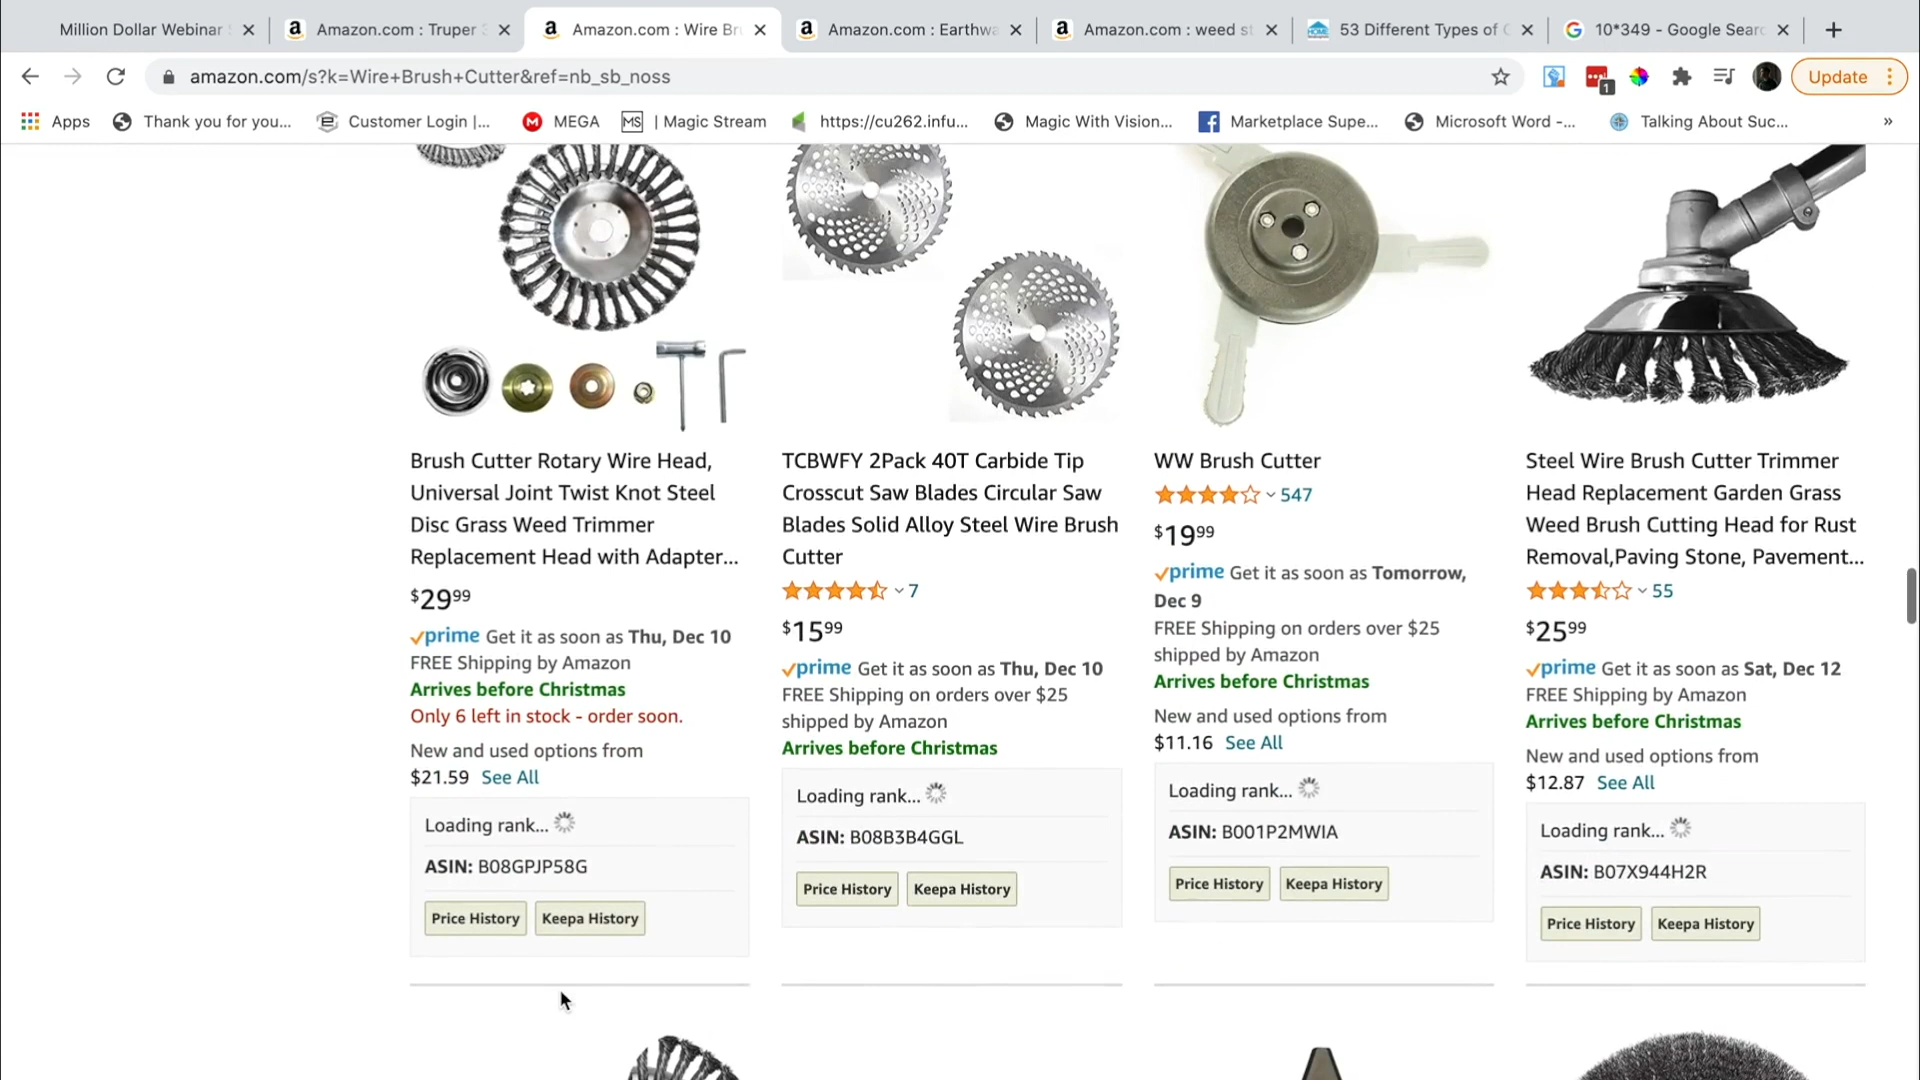 Million Dollar Webinar
Amazon.com : Truper
Amazon.com : Wire Br
Amazon.com : Earthwa
Amazon.com : weed st
53 Different Types of
10*349 - Google Searc
amazon.com/s?k=Wire+Brush+Cutter&ref=nb_sb_noss
1
Update
Apps
Thank you for you...
Customer Login |...
MEGA
MS
| Magic Stream
https://cu262.infu...
Magic With Vision...
Marketplace Supe...
Microsoft Word -...
Talking About Suc...
»
Brush Cutter Rotary Wire Head,
Universal Joint Twist Knot Steel
Disc Grass Weed Trimmer
Replacement Head with Adapter...
$29.99
prime Get it as soon as Thu, Dec 10
FREE Shipping by Amazon
Arrives before Christmas
Only 6 left in stock - order soon.
New and used options from
$21.59 See All
Loading rank...
ASIN: B08GPJP58G
Price History Keepa History
TCBWFY 2Pack 40T Carbide Tip
Crosscut Saw Blades Circular Saw
Blades Solid Alloy Steel Wire Brush
Cutter
7
$15.99
prime Get it as soon as Thu, Dec 10
FREE Shipping on orders over $25
shipped by Amazon
Arrives before Christmas
Loading rank...
ASIN: B08B3B4GGL
Price History Keepa History
WW Brush Cutter
547
$19.99
prime Get it as soon as Tomorrow,
Dec 9
FREE Shipping on orders over $25
shipped by Amazon
Arrives before Christmas
New and used options from
$11.16 See All
Loading rank...
ASIN: B001P2MWIA
Price History Keepa History
Steel Wire Brush Cutter Trimmer
Head Replacement Garden Grass
Weed Brush Cutting Head for Rust
Removal,Paving Stone, Pavement...
55
$25.99
prime Get it as soon as Sat, Dec 12
FREE Shipping by Amazon
Arrives before Christmas
New and used options from
$12.87 See All
Loading rank...
ASIN: B07X944H2R
Price History Keepa History